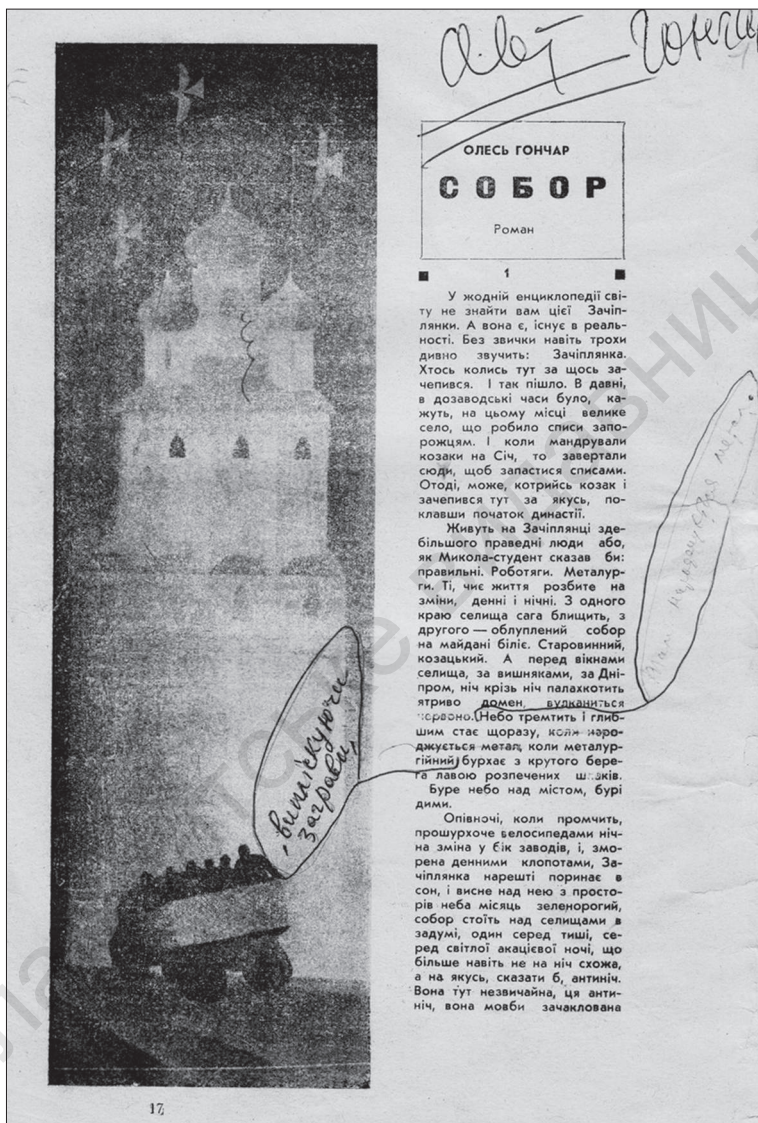 Гончар
ОЛЕСЬ ГОНЧАР
СОБОР
Роман
1
У жодній енциклопедії сві-
ту не знайти вам цієї Зачіп-
лянки. А вона є, існує в реаль-
ності. Без звички навіть трохи
дивно звучить: Зачіплянка.
Хтось колись тут за щось за-
чепився. І так пішло. В давні,
в дозаводські часи було, ка-
жуть, на цьому місці велике
село, що робило списи запо-
рожцям. І коли мандрували
козаки на Січ, то завертали
сюди, щоб запастися списами.
Отоді, може, котрийсь козак і
зачепився тут за якусь, по-
клавши початок династії.
Живуть на Зачіплянці зде-
більшого праведні люди або,
як Микола-студент сказав би:
правильні. Роботяги. Металур-
ги. Ті, чиє життя розбите на
зміни, денні і нічні. З одного
краю селища сага блищить, з
другого — облуплений собор
на майдані біліє. Старовинний,
козацький. А перед вікнами
селища, за вишняками, за Дні-
пром, ніч крізь ніч палахкотить
ятриво домен, вулканиться
червоно. Небо тремтить і глиб-
шим стає щоразу, коли наро-
джується метал, коли металур-
гійний бурхає з крутого бере-
га лавою розпечених шлаків.
Буре небо над містом, бурі
дими.
Опівночі, коли промчить,
прошурхоче велосипедами ніч-
на зміна у бік заводів, і, змо-
рена денними клопотами, За-
чіплянка нарешті поринає в
сон, і висне над нею з просто-
рів неба місяць зеленорогий,
собор стоїть над селищами в
задумі, один серед тиші, се-
ред світлої акацієвої ночі, що
більше навіть не на ніч схожа,
а на якусь, сказати б, антиніч.
Вона тут незвичайна, ця анти-
ніч, вона мовби зачаклована
вихлюпуючи
заграви,
17